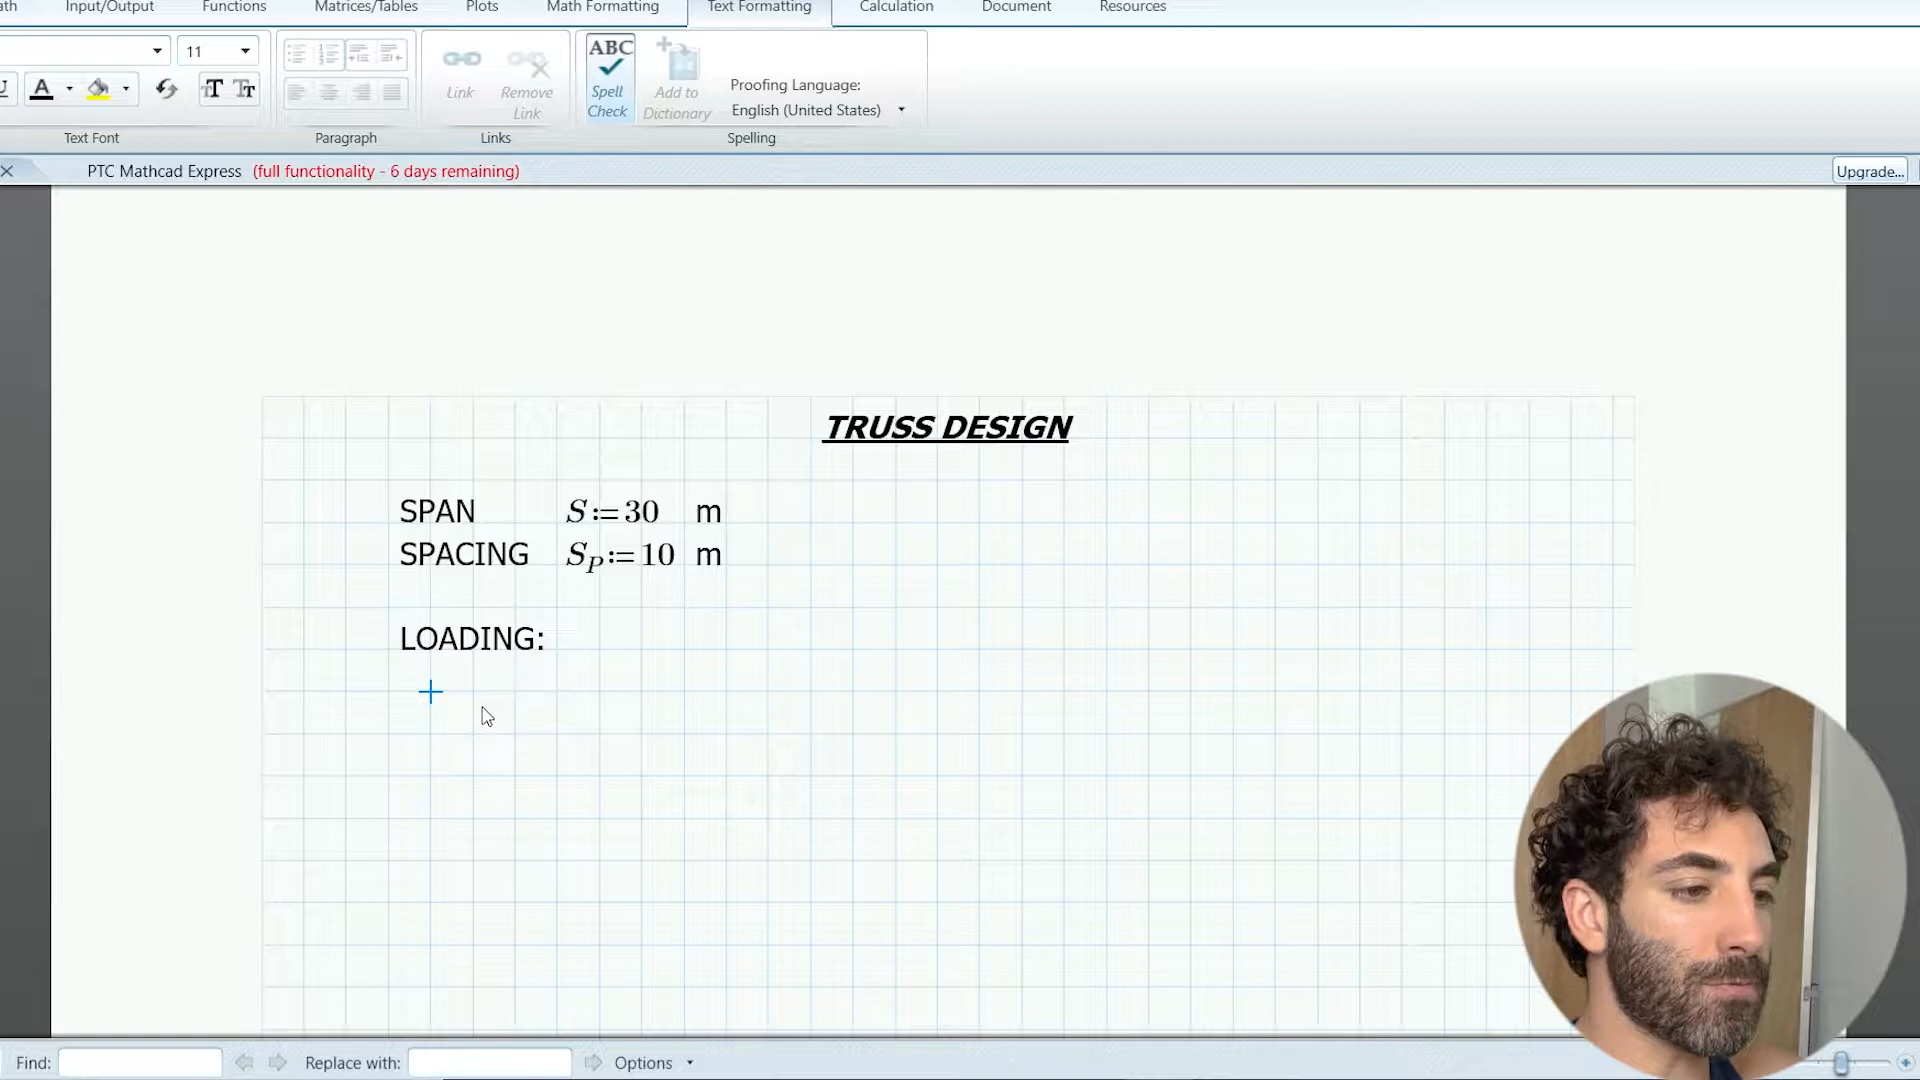 ath Input/Output Functions Matrices/Tables Plots Math Formatting Text Formatting Calculation Document Resources
11
ABC
Link
Remove Link
Spell Check
Add to Dictionary
Proofing Language:
English (United States)
Text Font Paragraph Links Spelling
PTC Mathcad Express (full functionality - 6 days remaining) Upgrade...
TRUSS DESIGN
SPAN S:=30 m
SPACING S_P:=10 m
LOADING:
Find: Replace with: Options